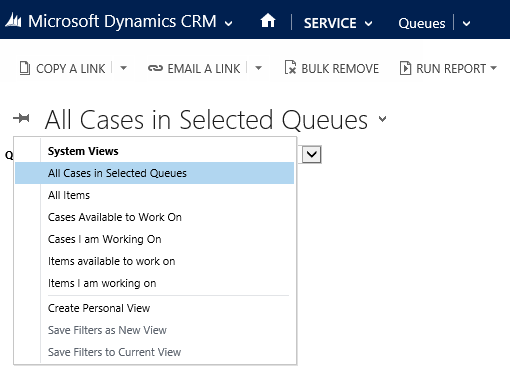 Microsoft Dynamics CRM SERVICE Queues
COPY A LINK EMAIL A LINK BULK REMOVE RUN REPORT
All Cases in Selected Queues
System Views
All Cases in Selected Queues
All Items
Cases Available to Work On
Cases I am Working On
Items available to work on
Items I am working on
Create Personal View
Save Filters as New View
Save Filters to Current View